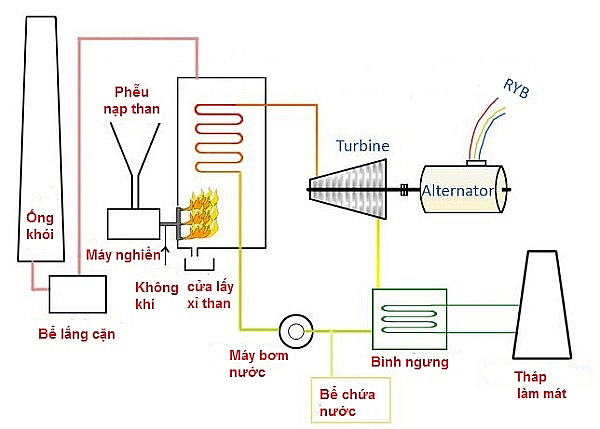 Phễu
nạp than
RYB
Turbine
Alternator
Ống
khói
Máy nghiền
Không
khí
cửa lấy
xỉ than
Bể lắng cặn
Máy bơm
nước
Bình ngưng
Bể chứa
nước
Tháp
làm mát